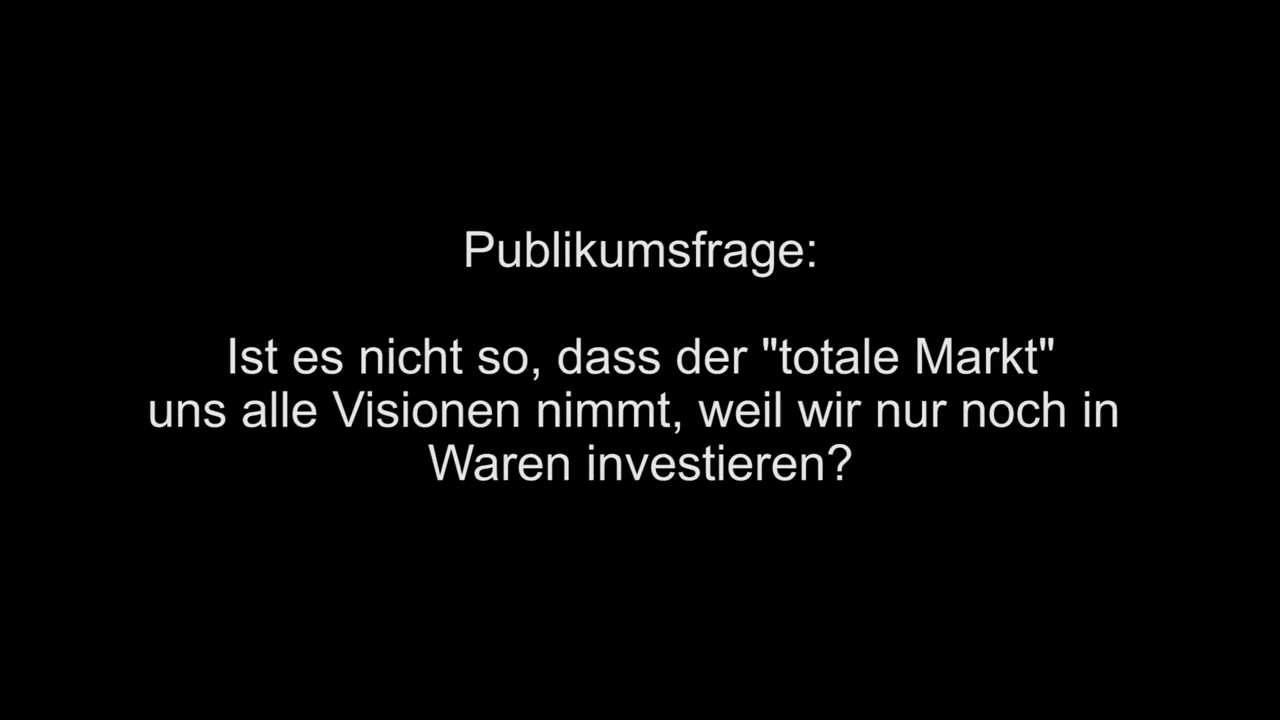 Publikumsfrage:
Ist es nicht so, dass der "totale Markt"
uns alle Visionen nimmt, weil wir nur noch in
Waren investieren?